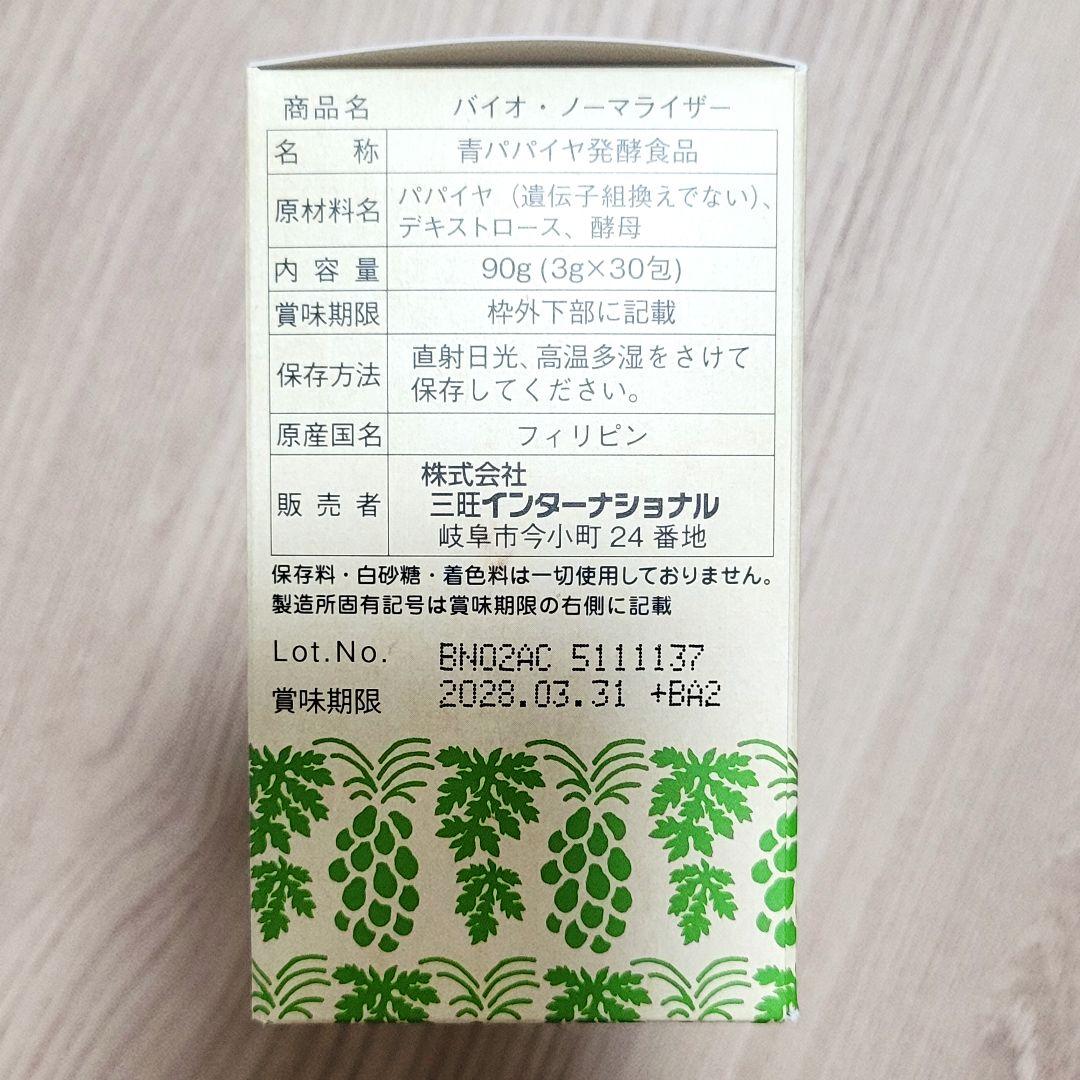 商品名 バイオ・ノーマライザー
名称 青パパイヤ発酵食品
原材料名 パパイヤ（遺伝子組換えでない）、
デキストロース、酵母
内容量 90g (3g×30包)
賞味期限 枠外下部に記載
保存方法 直射日光、高温多湿をさけて
保存してください。
原産国名 フィリピン
販売者 株式会社
三旺インターナショナル
岐阜市今小町 24 番地
保存料・白砂糖・着色料は一切使用しておりません。
製造所固有記号は賞味期限の右側に記載
Lot.No. BN02AC 5111137
賞味期限 2028.03.31 +BA2